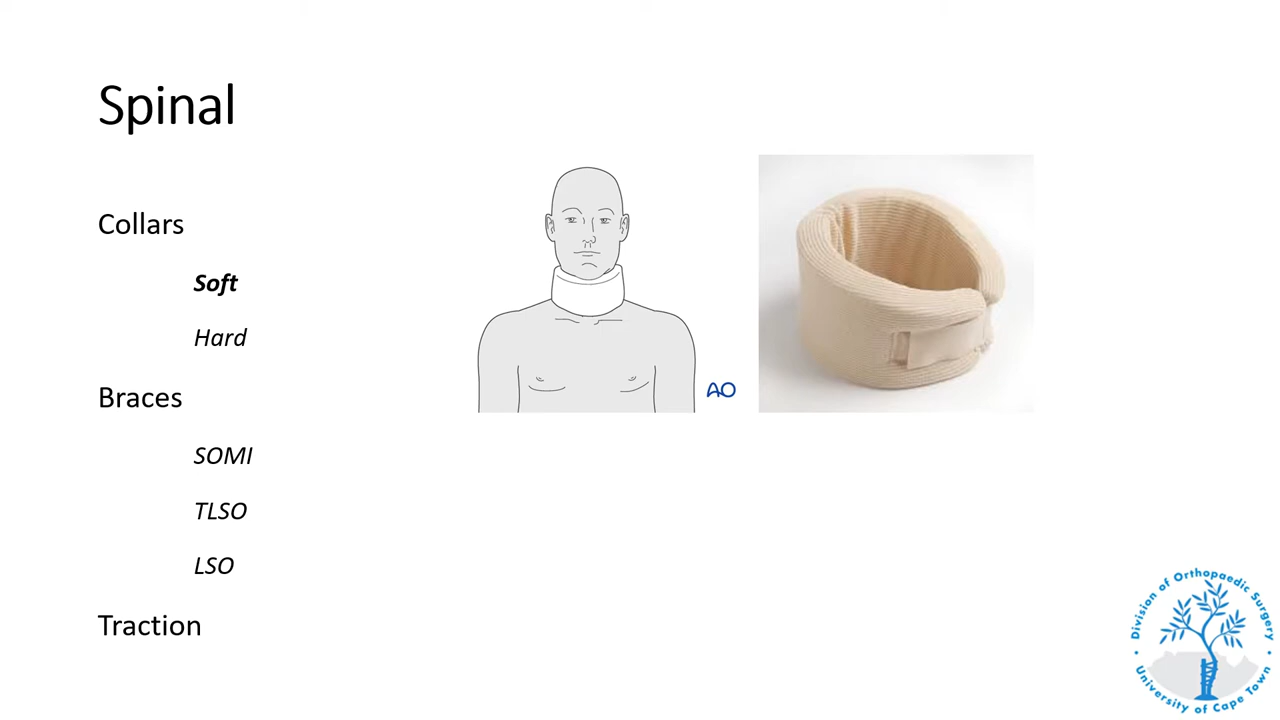 Spinal
Collars
Soft
Hard
Braces
SOMI
TLSO
LSO
Traction
AO
Division of Orthopaedic Surgery
University of Cape Town